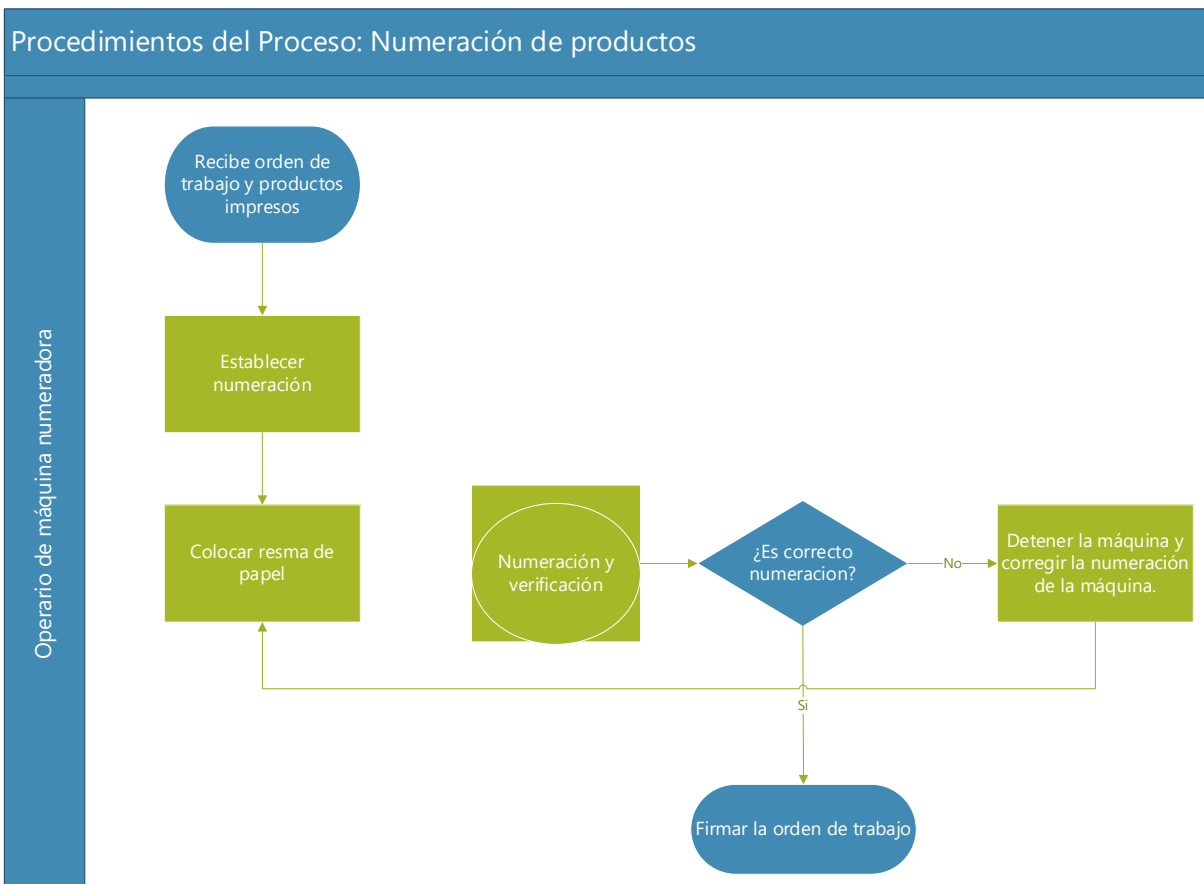 Procedimientos del Proceso: Numeración de productos
Operario de máquina numeradora
Recibe orden de
trabajo y productos
impresos
Establecer
numeración
Colocar resma de
papel
Numeración y
verificación
¿Es correcto
numeracion?
No
Detener la máquina y
corregir la numeración
de la máquina.
Si
Firmar la orden de trabajo